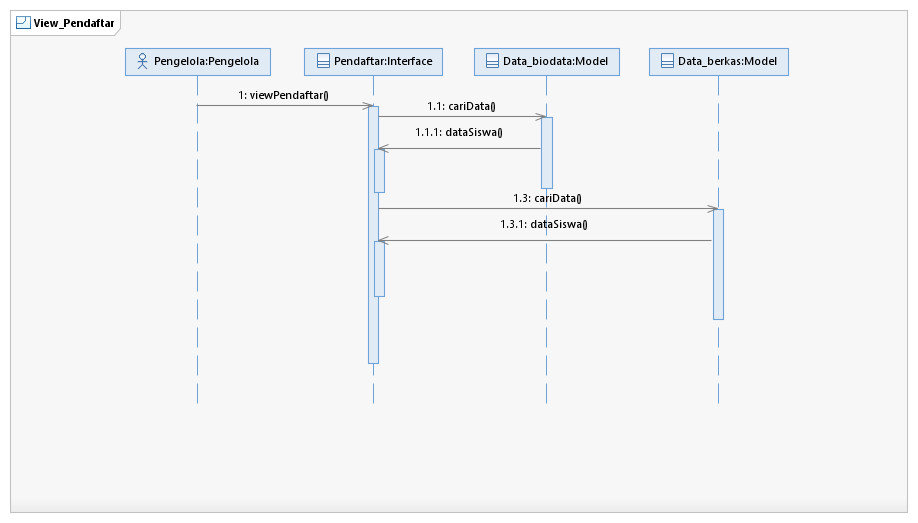 View_Pendaftar
Pengelola:Pengelola
Pendaftar:Interface
Data_biodata:Model
Data_berkas:Model
1: viewPendaftar()
1.1: cariData()
1.1.1: dataSiswa()
1.3: cariData()
1.3.1: dataSiswa()